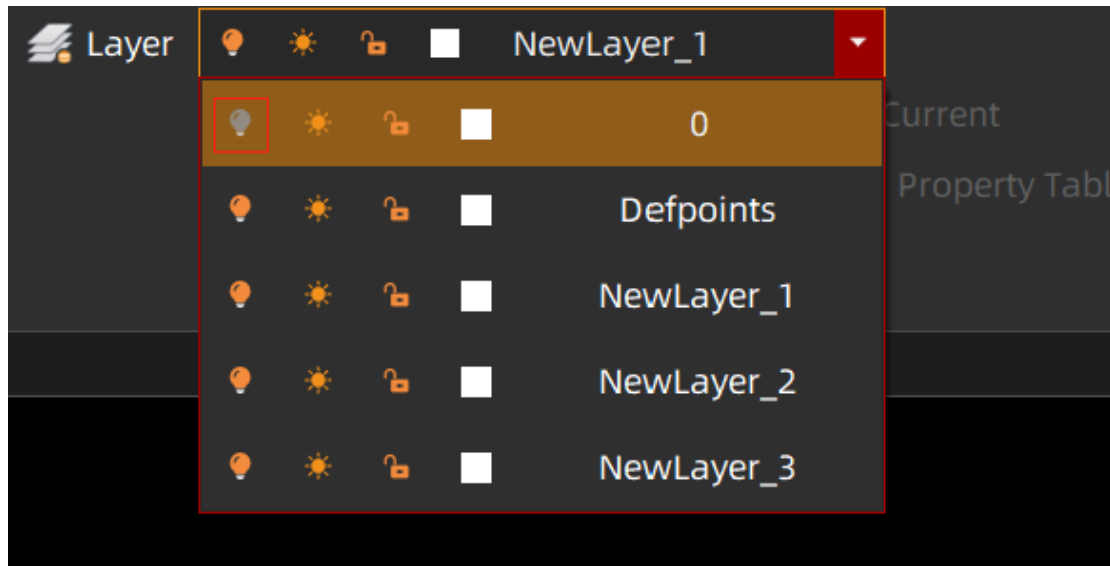 Layer NewLayer_1
0
Current
Defpoints
Property Tabl
NewLayer_1
NewLayer_2
NewLayer_3